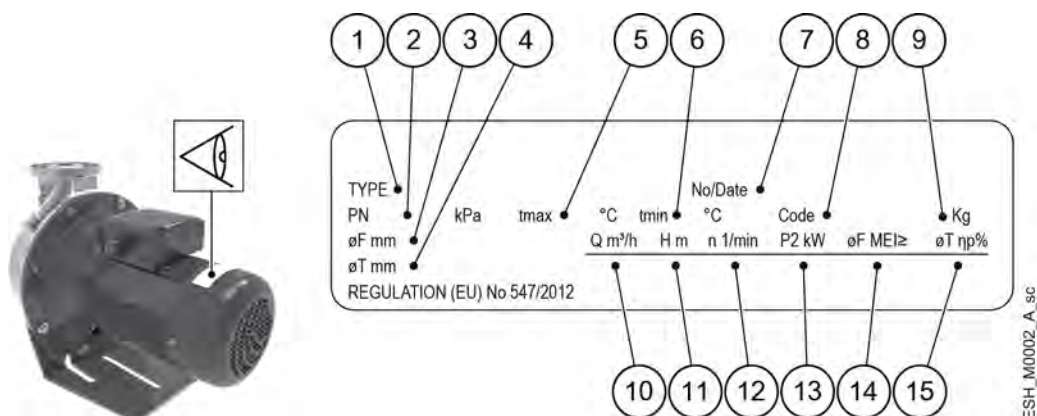 1 2 3 4 5 6 7 8 9
TYPE No/Date
PN kPa tmax °C tmin °C Code Kg
øF mm Q m³/h H m n 1/min P2 kW øF MEI≥ øT ηp%
øT mm
REGULATION (EU) No 547/2012
10 11 12 13 14 15
ESH_M0002_A_sc